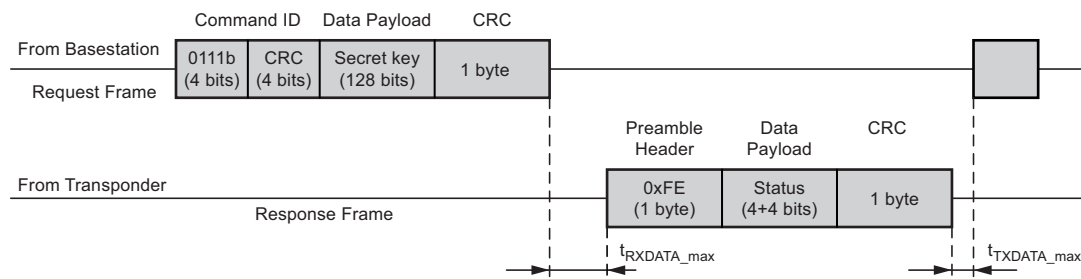 Command ID Data Payload CRC
From Basestation
0111b
(4 bits)
CRC
(4 bits)
Secret key
(128 bits)
1 byte
Request Frame
Preamble
Header
Data
Payload
CRC
From Transponder
0xFE
(1 byte)
Status
(4+4 bits)
1 byte
Response Frame
tRXDATA_max
tTXDATA_max